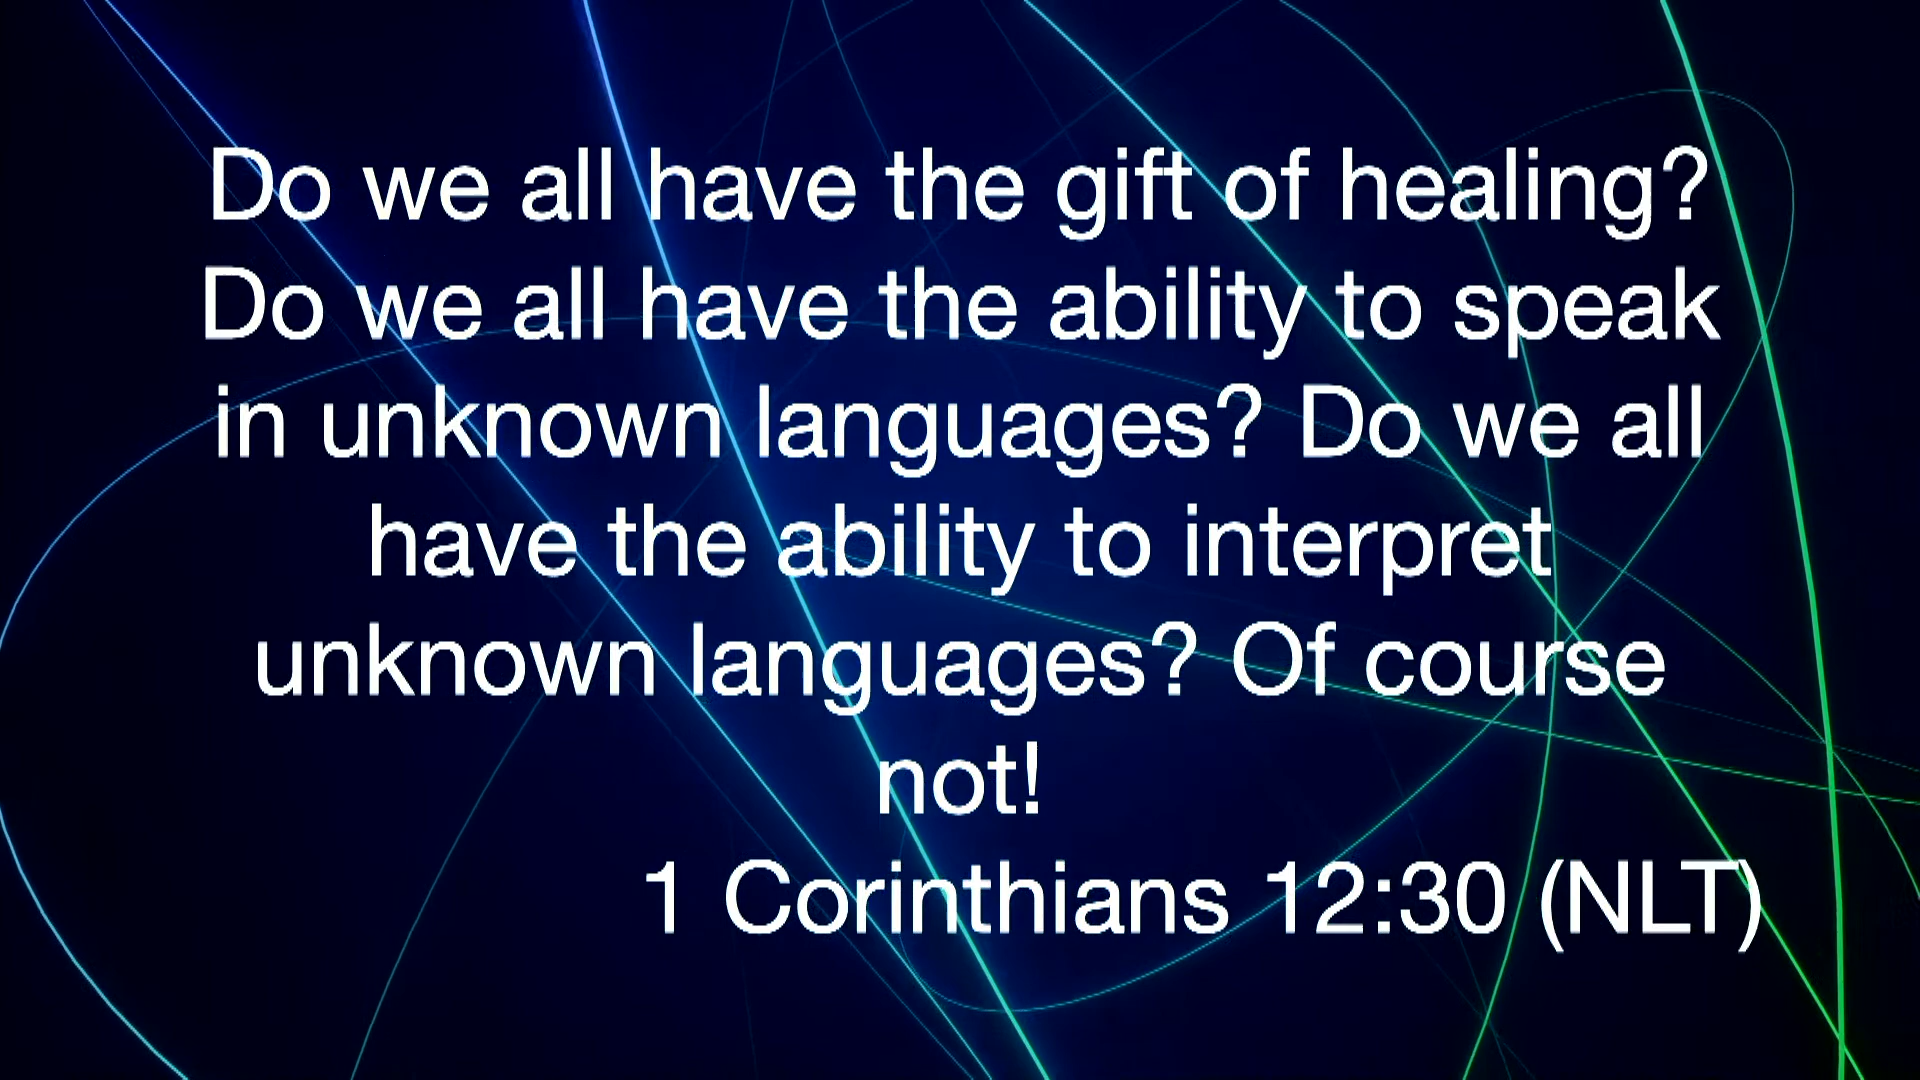 Do we all have the gift of healing?
Do we all have the ability to speak
in unknown languages? Do we all
have the ability to interpret
unknown languages? Of course
not!
1 Corinthians 12:30 (NLT)